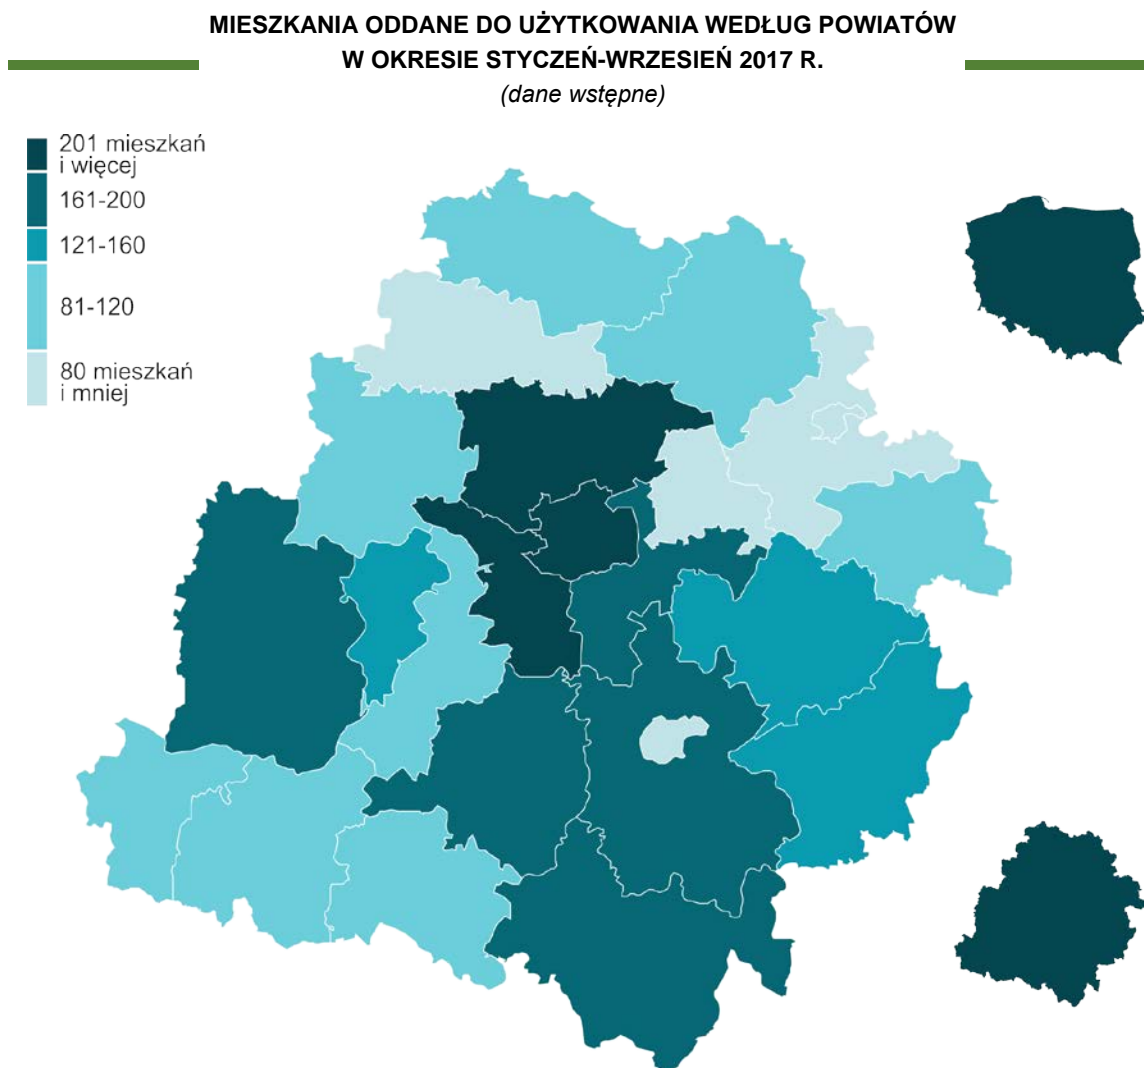 MIESZKANIA ODDANE DO UŻYTKOWANIA WEDŁUG POWIATÓW
W OKRESIE STYCZEŃ-WRZESIEŃ 2017 R.
(dane wstępne)
201 mieszkań
i więcej
161-200
121-160
81-120
80 mieszkań
i mniej